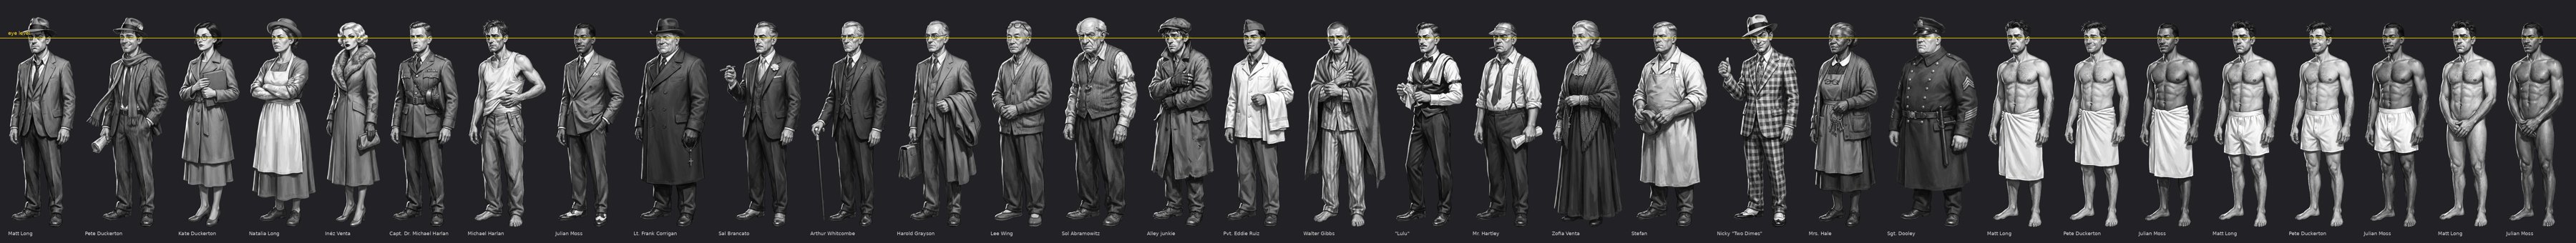 eye level
Matt Long
Pete Duckerton
Kate Duckerton
Natalia Long
Inéz Venta
Capt. Dr. Michael Harlan
Michael Harlan
Julian Moss
Lt. Frank Corrigan
Sal Brancato
Arthur Whitcombe
Harold Grayson
Lee Wing
Sol Abramowitz
Alley junkie
Pvt. Eddie Ruiz
Walter Gibbs
"Lulu"
Mr. Hartley
Zofia Venta
Stefan
Nicky "Two Dimes"
Mrs. Hale
Sgt. Dooley
Matt Long
Pete Duckerton
Julian Moss
Matt Long
Pete Duckerton
Julian Moss
Matt Long
Julian Moss